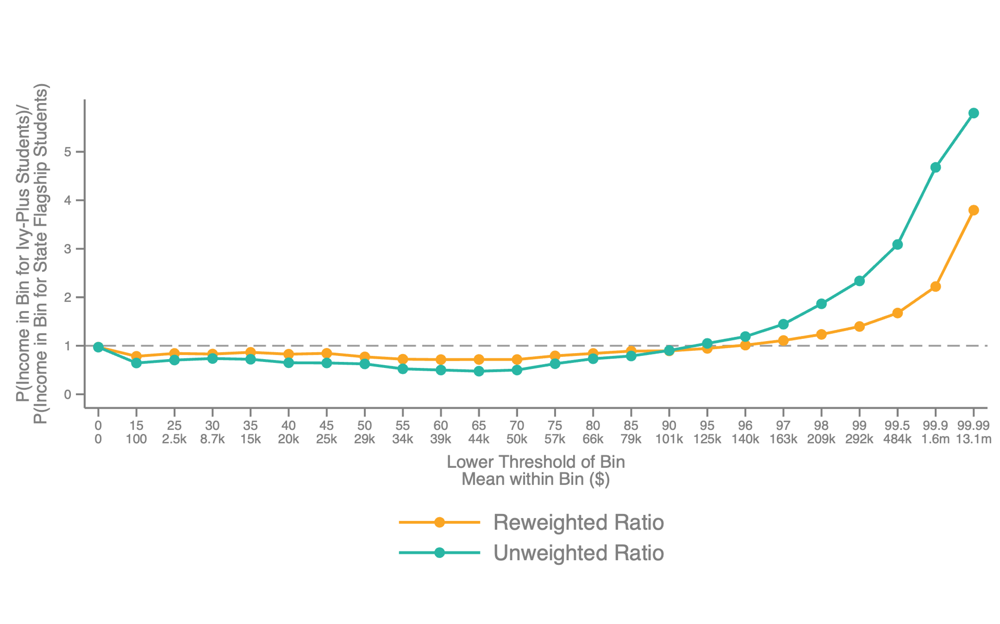 P(Income in Bin for Ivy-Plus Students)/
P(Income in Bin for State Flagship Students)
5
4
3
2
1
0
0 15 25 30 35 40 45 50 55 60 65 70 75 80 85 90 95 96 97 98 99 99.5 99.9 99.99
0 100 2.5k 8.7k 15k 20k 25k 29k 34k 39k 44k 50k 57k 66k 79k 101k 125k 140k 163k 209k 292k 484k 1.6m 13.1m
Lower Threshold of Bin
Mean within Bin ($)
Reweighted Ratio
Unweighted Ratio